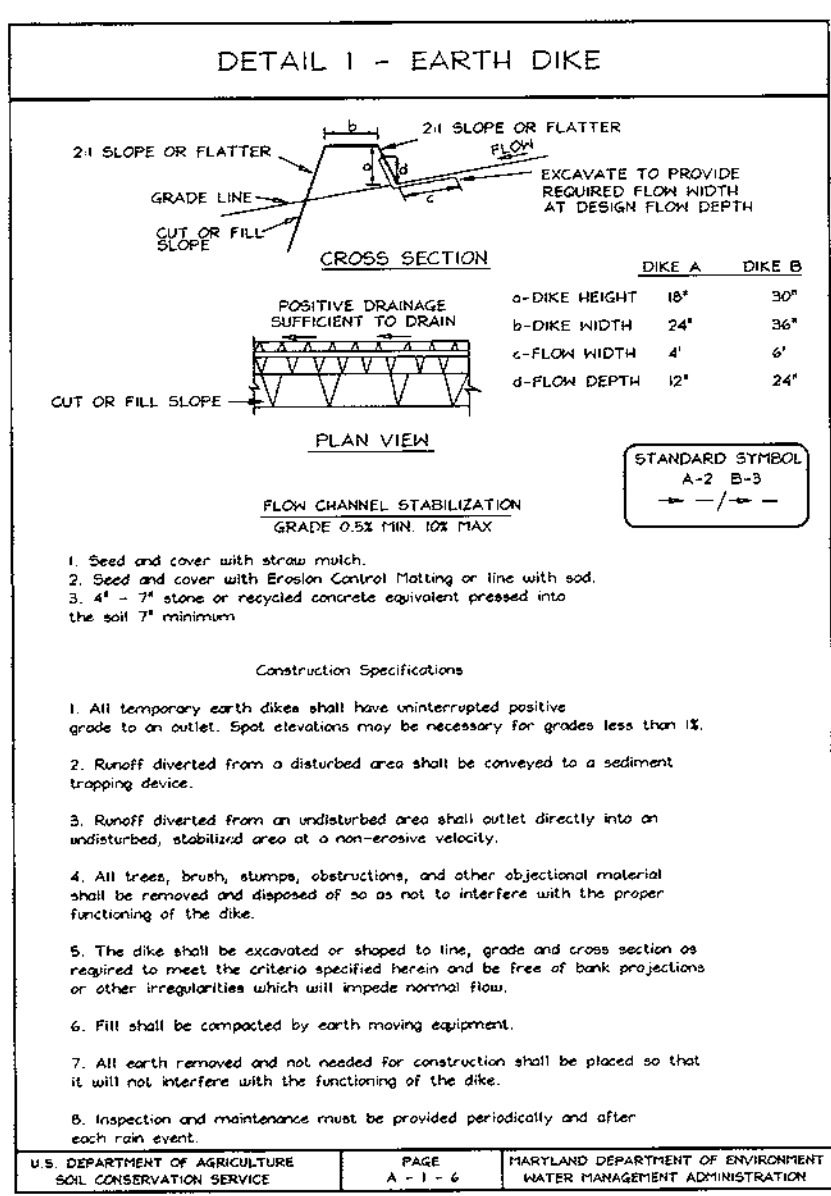 DETAIL 1 - EARTH DIKE
b
2:1 SLOPE OR FLATTER
2:1 SLOPE OR FLATTER
FLOW
a
d
c
EXCAVATE TO PROVIDE
REQUIRED FLOW WIDTH
AT DESIGN FLOW DEPTH
GRADE LINE
CUT OR FILL
SLOPE
CROSS SECTION
DIKE A DIKE B
a-DIKE HEIGHT 18" 30"
b-DIKE WIDTH 24" 36"
c-FLOW WIDTH 4' 6'
d-FLOW DEPTH 12" 24"
POSITIVE DRAINAGE
SUFFICIENT TO DRAIN
CUT OR FILL SLOPE
PLAN VIEW
STANDARD SYMBOL
A-2 B-3
/
FLOW CHANNEL STABILIZATION
GRADE 0.5% MIN. 10% MAX
1. Seed and cover with straw mulch.
2. Seed and cover with Erosion Control Matting or line with sod.
3. 4" - 7" stone or recycled concrete equivalent pressed into
the soil 7" minimum
Construction Specifications
1. All temporary earth dikes shall have uninterrupted positive
grade to an outlet. Spot elevations may be necessary for grades less than 1%.
2. Runoff diverted from a disturbed area shall be conveyed to a sediment
trapping device.
3. Runoff diverted from an undisturbed area shall outlet directly into an
undisturbed, stabilized area at a non-erosive velocity.
4. All trees, brush, stumps, obstructions, and other objectional material
shall be removed and disposed of so as not to interfere with the proper
functioning of the dike.
5. The dike shall be excavated or shaped to line, grade and cross section as
required to meet the criteria specified herein and be free of bank projections
or other irregularities which will impede normal flow.
6. Fill shall be compacted by earth moving equipment.
7. All earth removed and not needed for construction shall be placed so that
it will not interfere with the functioning of the dike.
8. Inspection and maintenance must be provided periodically and after
each rain event.
U.S. DEPARTMENT OF AGRICULTURE
SOIL CONSERVATION SERVICE
PAGE
A - 1 - 6
MARYLAND DEPARTMENT OF ENVIRONMENT
WATER MANAGEMENT ADMINISTRATION